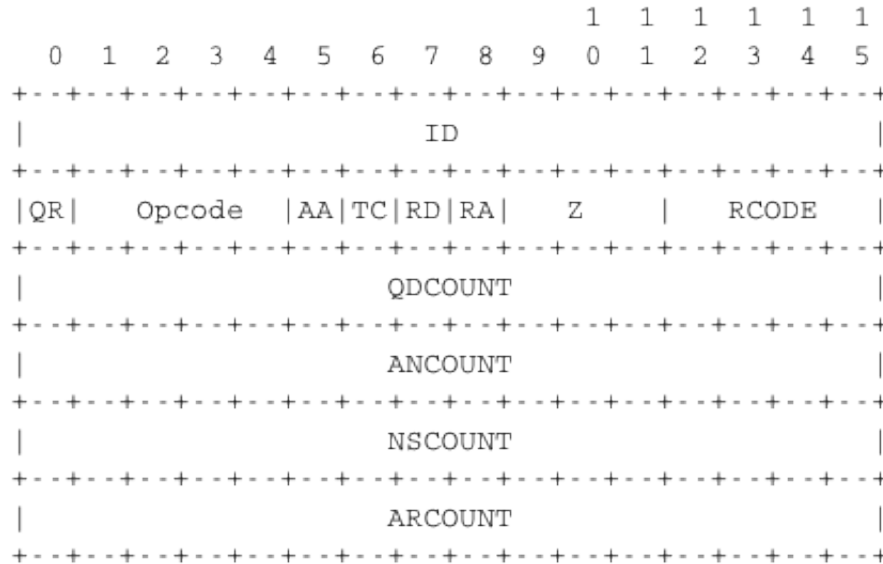 1  1  1  1  1  1
  0  1  2  3  4  5  6  7  8  9  0  1  2  3  4  5
+--+--+--+--+--+--+--+--+--+--+--+--+--+--+--+--+
|                      ID                       |
+--+--+--+--+--+--+--+--+--+--+--+--+--+--+--+--+
|QR|   Opcode  |AA|TC|RD|RA|   Z    |   RCODE   |
+--+--+--+--+--+--+--+--+--+--+--+--+--+--+--+--+
|                    QDCOUNT                    |
+--+--+--+--+--+--+--+--+--+--+--+--+--+--+--+--+
|                    ANCOUNT                    |
+--+--+--+--+--+--+--+--+--+--+--+--+--+--+--+--+
|                    NSCOUNT                    |
+--+--+--+--+--+--+--+--+--+--+--+--+--+--+--+--+
|                    ARCOUNT                    |
+--+--+--+--+--+--+--+--+--+--+--+--+--+--+--+--+